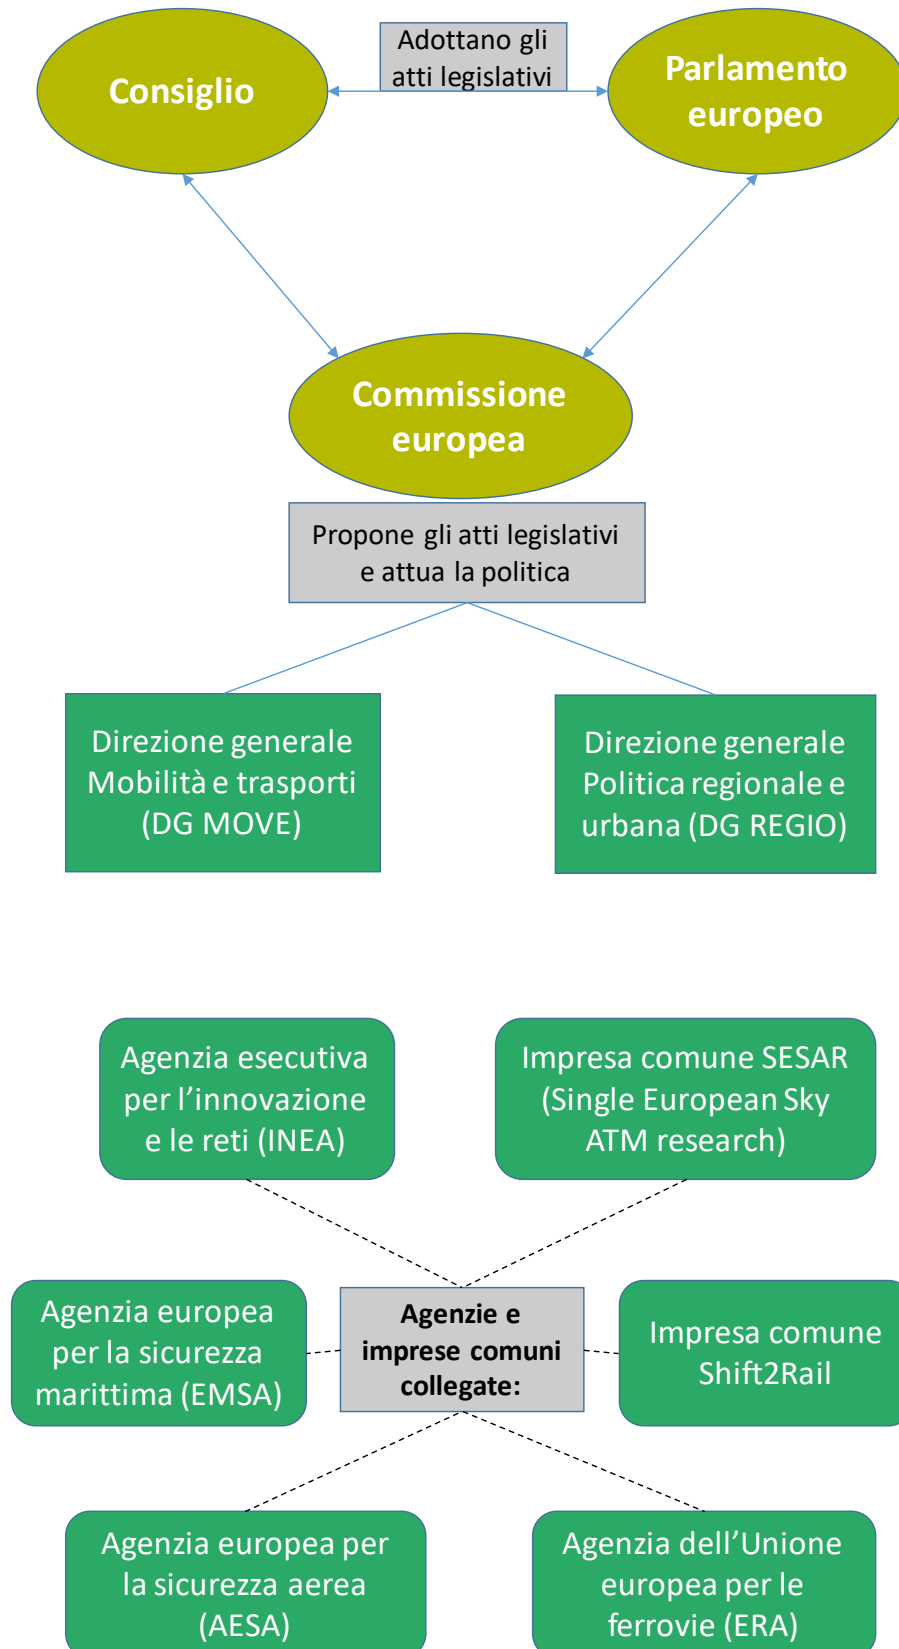 Adottano gli
atti legislativi
Consiglio
Parlamento
europeo
Commissione
europea
Propone gli atti legislativi
e attua la politica
Direzione generale
Mobilità e trasporti
(DG MOVE)
Direzione generale
Politica regionale e
urbana (DG REGIO)
Agenzia esecutiva
per l’innovazione
e le reti (INEA)
Impresa comune SESAR
(Single European Sky
ATM research)
Agenzia europea
per la sicurezza
marittima (EMSA)
Agenzie e
imprese comuni
collegate:
Impresa comune
Shift2Rail
Agenzia europea per
la sicurezza aerea
(AESA)
Agenzia dell’Unione
europea per le
ferrovie (ERA)